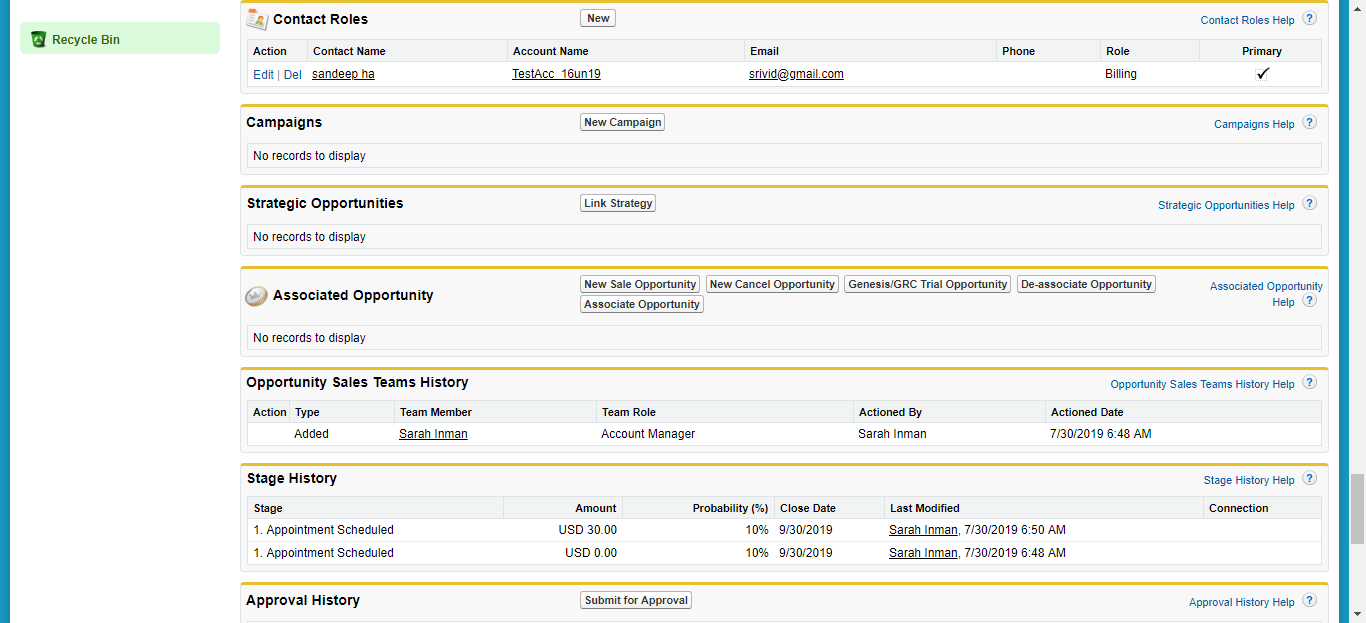 Recycle Bin
Contact Roles New Contact Roles Help ?
Action Contact Name Account Name Email Phone Role Primary
Edit | Del sandeep ha TestAcc_16un19 srivid@gmail.com Billing
Campaigns New Campaign Campaigns Help ?
No records to display
Strategic Opportunities Link Strategy Strategic Opportunities Help ?
No records to display
Associated Opportunity New Sale Opportunity New Cancel Opportunity Genesis/GRC Trial Opportunity De-associate Opportunity Associated Opportunity
Associate Opportunity Help ?
No records to display
Opportunity Sales Teams History Opportunity Sales Teams History Help ?
Action Type Team Member Team Role Actioned By Actioned Date
Added Sarah Inman Account Manager Sarah Inman 7/30/2019 6:48 AM
Stage History Stage History Help ?
Stage Amount Probability (%) Close Date Last Modified Connection
1. Appointment Scheduled USD 30.00 10% 9/30/2019 Sarah Inman, 7/30/2019 6:50 AM
1. Appointment Scheduled USD 0.00 10% 9/30/2019 Sarah Inman, 7/30/2019 6:48 AM
Approval History Submit for Approval Approval History Help ?